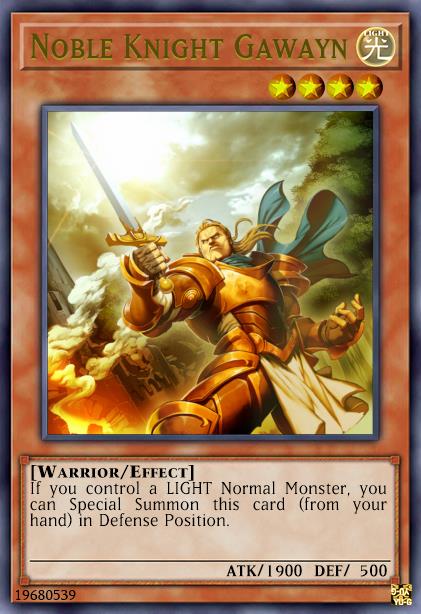 Noble Knight Gawayn
LIGHT
光
[Warrior/Effect]
If you control a LIGHT Normal Monster, you
can Special Summon this card (from your
hand) in Defense Position.
ATK/1900 DEF/ 500
19680539